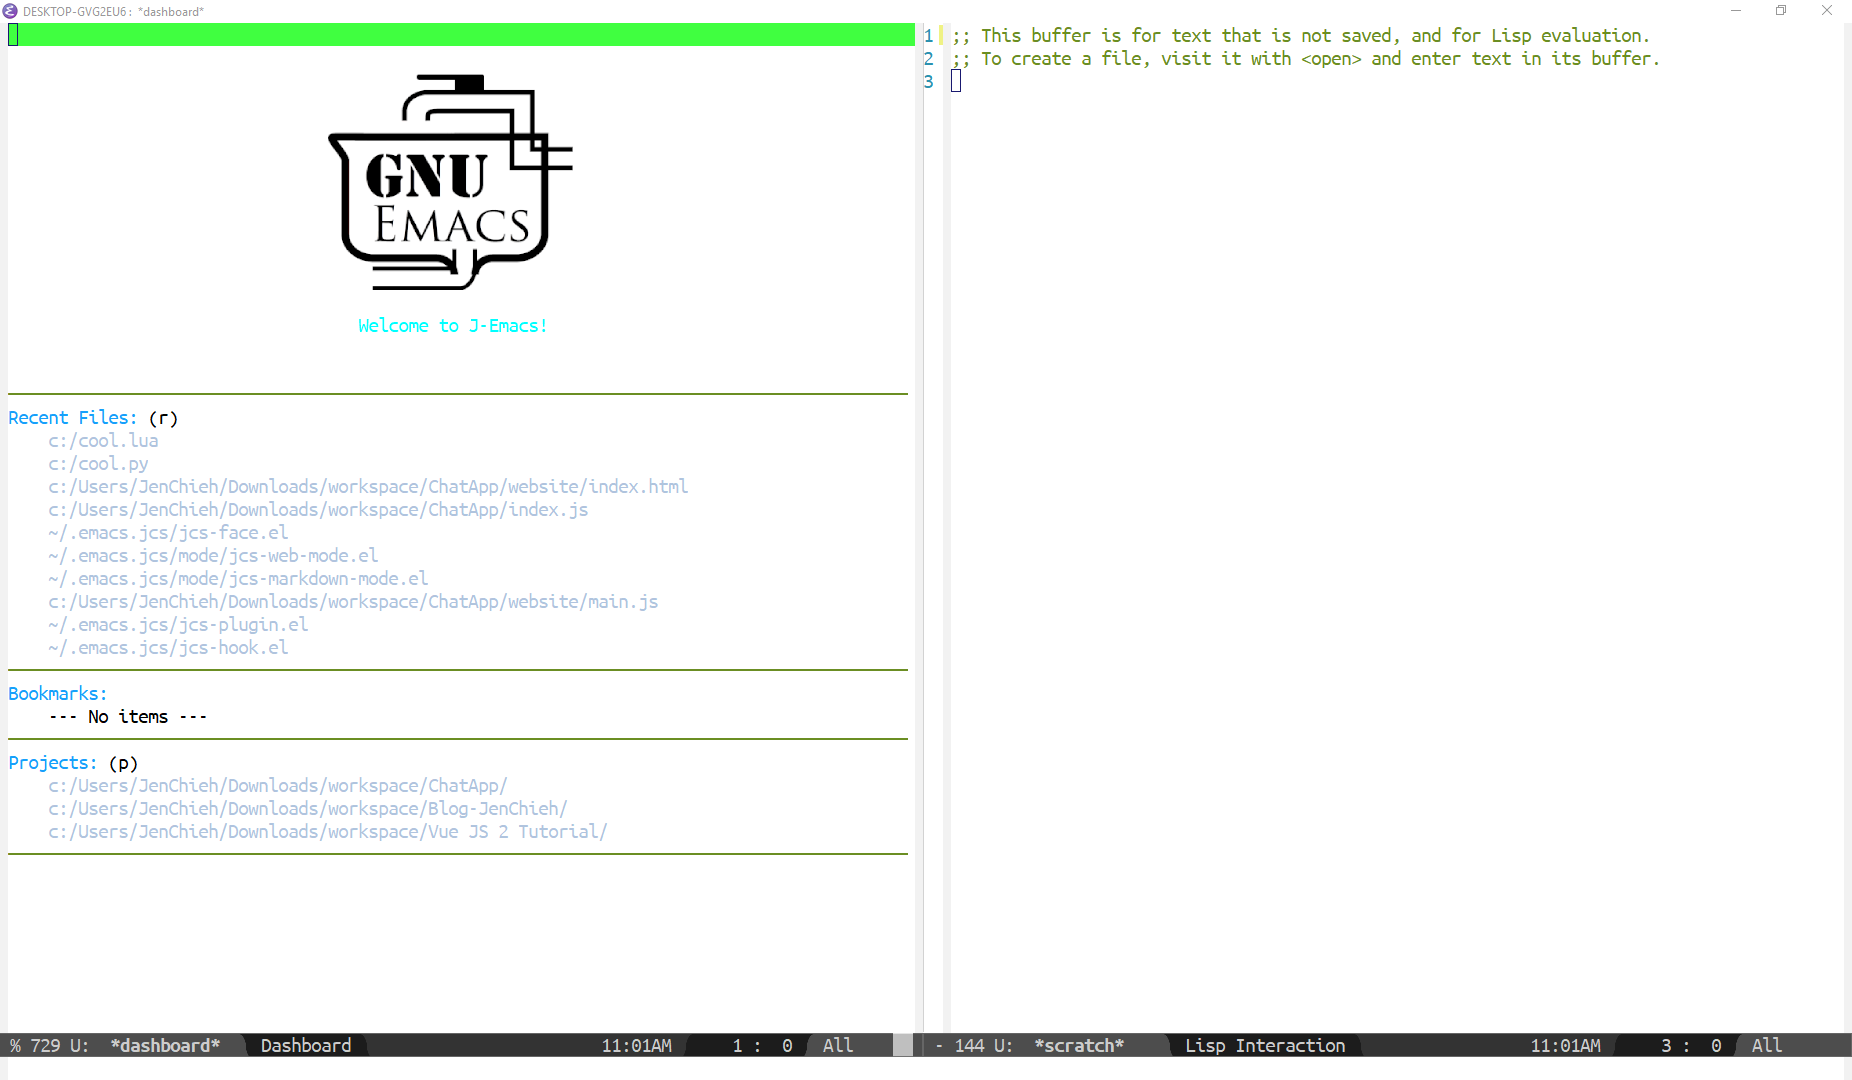 DESKTOP-GVG2EU6: *dashboard*
GNU
EMACS
Welcome to J-Emacs!
Recent Files: (r)
c:/cool.lua
c:/cool.py
c:/Users/JenChieh/Downloads/workspace/ChatApp/website/index.html
c:/Users/JenChieh/Downloads/workspace/ChatApp/index.js
~/.emacs.jcs/jcs-face.el
~/.emacs.jcs/mode/jcs-web-mode.el
~/.emacs.jcs/mode/jcs-markdown-mode.el
c:/Users/JenChieh/Downloads/workspace/ChatApp/website/main.js
~/.emacs.jcs/jcs-plugin.el
~/.emacs.jcs/jcs-hook.el
Bookmarks:
--- No items ---
Projects: (p)
c:/Users/JenChieh/Downloads/workspace/ChatApp/
c:/Users/JenChieh/Downloads/workspace/Blog-JenChieh/
c:/Users/JenChieh/Downloads/workspace/Vue JS 2 Tutorial/
% 729 U: *dashboard* Dashboard 11:01AM 1 : 0 All
1 ;; This buffer is for text that is not saved, and for Lisp evaluation.
2 ;; To create a file, visit it with <open> and enter text in its buffer.
3
- 144 U: *scratch* Lisp Interaction 11:01AM 3 : 0 All